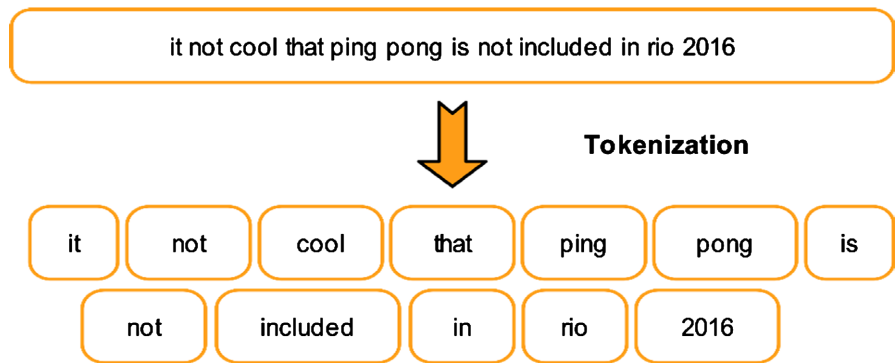 it not cool that ping pong is not included in rio 2016
Tokenization
it not cool that ping pong is
not included in rio 2016